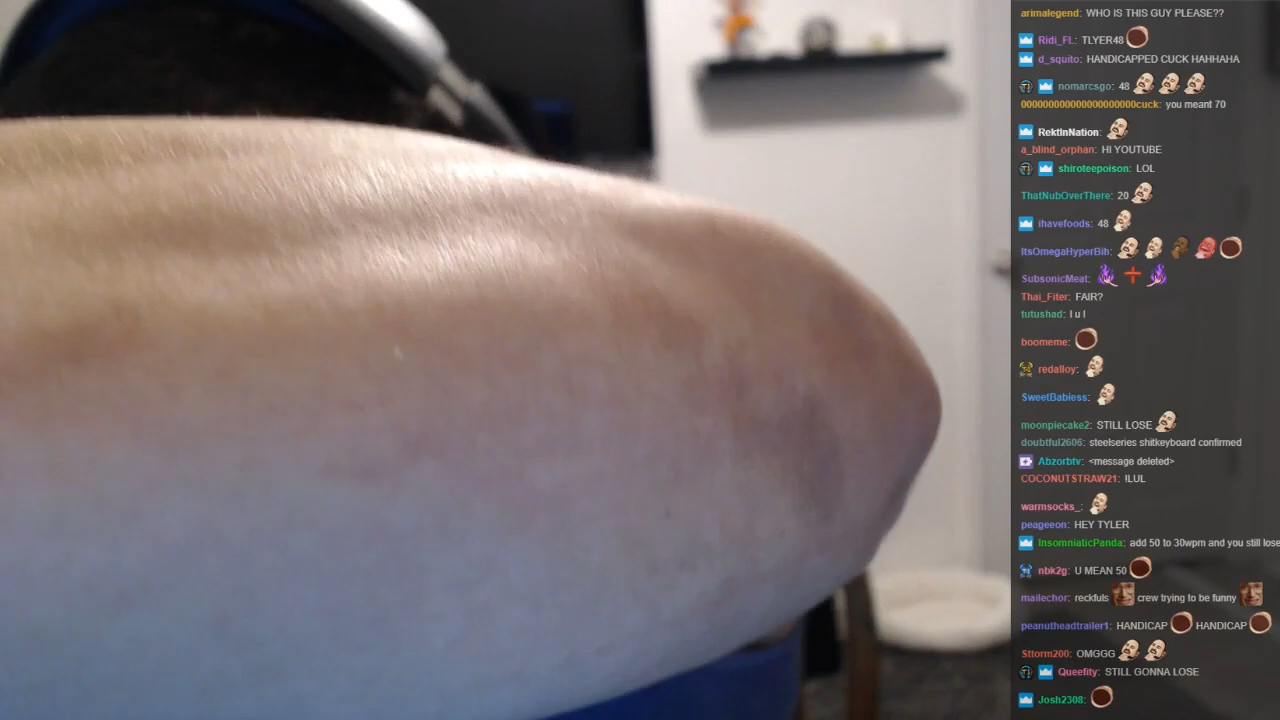 arimalegend: WHO IS THIS GUY PLEASE??
Ridi_FL: TLYER48
d_squito: HANDICAPPED CUCK HAHHAHA
nomarcsgo: 48
000000000000000000000cuck: you meant 70
RektInNation:
a_blind_orphan: HI YOUTUBE
shiroteepoison: LOL
ThatNubOverThere: 20
ihavefoods: 48
ItsOmegaHyperBih:
SubsonicMeat:
Thai_Fiter: FAIR?
tutushad: l u l
boomeme:
redalloy:
SweetBabiess:
moonpiecake2: STILL LOSE
doubtful2606: steelseries shitkeyboard confirmed
Abzorbtv: <message deleted>
COCONUTSTRAW21: !LUL
warmsocks_:
peageeon: HEY TYLER
InsomniaticPanda: add 50 to 30wpm and you still lose
nbk2g: U MEAN 50
mailechor: reckfuls crew trying to be funny
peanutheadtrailer1: HANDICAP HANDICAP
Sttorm200: OMGGG
Queefity: STILL GONNA LOSE
Josh2308: